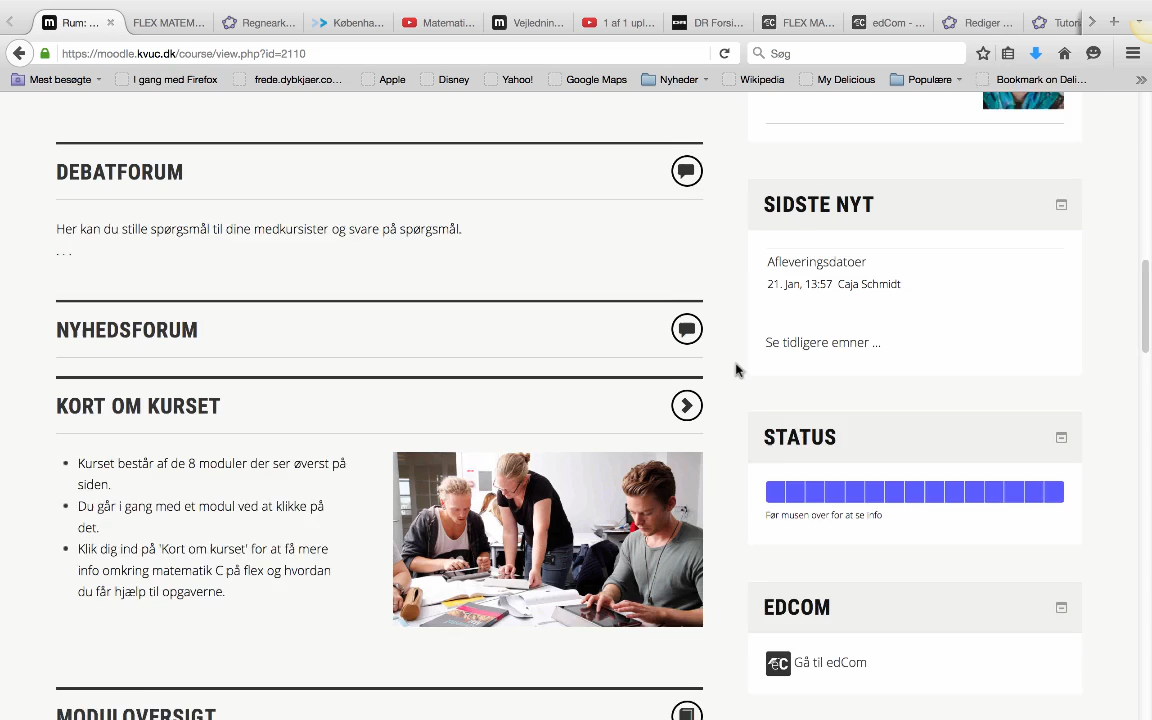 Rum: ...
FLEX MATEM...
Regneark...
Københa...
Matemati...
Vejlednin...
1 af 1 upl...
DR Forsi...
FLEX MA...
edCom - ...
Rediger ...
Tutori
https://moodle.kvuc.dk/course/view.php?id=2110
Søg
Mest besøgte
I gang med Firefox
frede.dybkjaer.co...
Apple
Disney
Yahoo!
Google Maps
Nyheder
Wikipedia
My Delicious
Populære
Bookmark on Deli...
DEBATFORUM
Her kan du stille spørgsmål til dine medkursister og svare på spørgsmål.
. . .
NYHEDSFORUM
KORT OM KURSET
Kurset består af de 8 moduler der ser øverst på
siden.
Du går i gang med et modul ved at klikke på
det.
Klik dig ind på 'Kort om kurset' for at få mere
info omkring matematik C på flex og hvordan
du får hjælp til opgaverne.
MODULOVERSIGT
SIDSTE NYT
Afleveringsdatoer
21. Jan, 13:57 Caja Schmidt
Se tidligere emner ...
STATUS
Før musen over for at se info
EDCOM
eC Gå til edCom